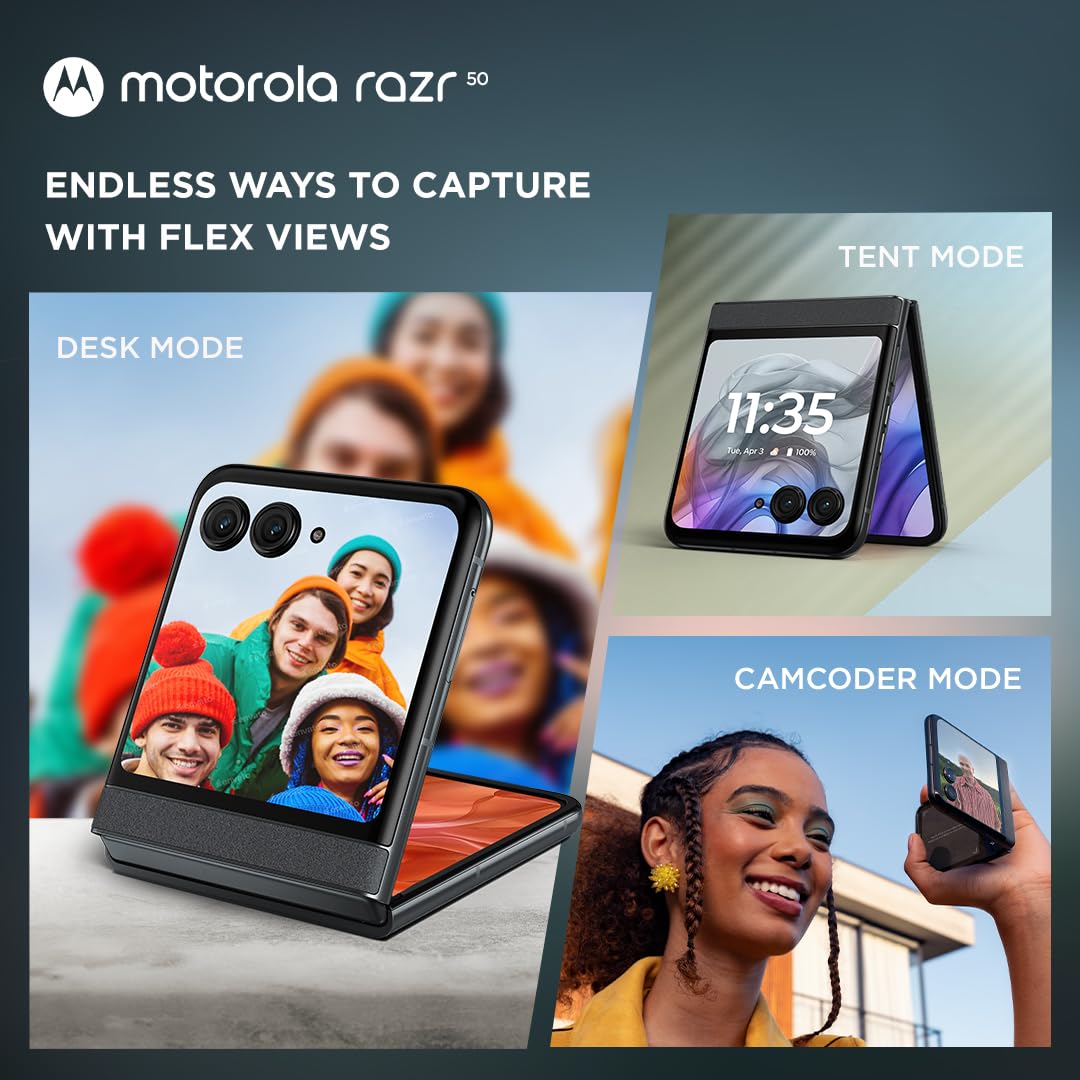 motorola razr 50
ENDLESS WAYS TO CAPTURE
WITH FLEX VIEWS
DESK MODE
TENT MODE
11:35
Tue, Apr 3 100%
CAMCODER MODE